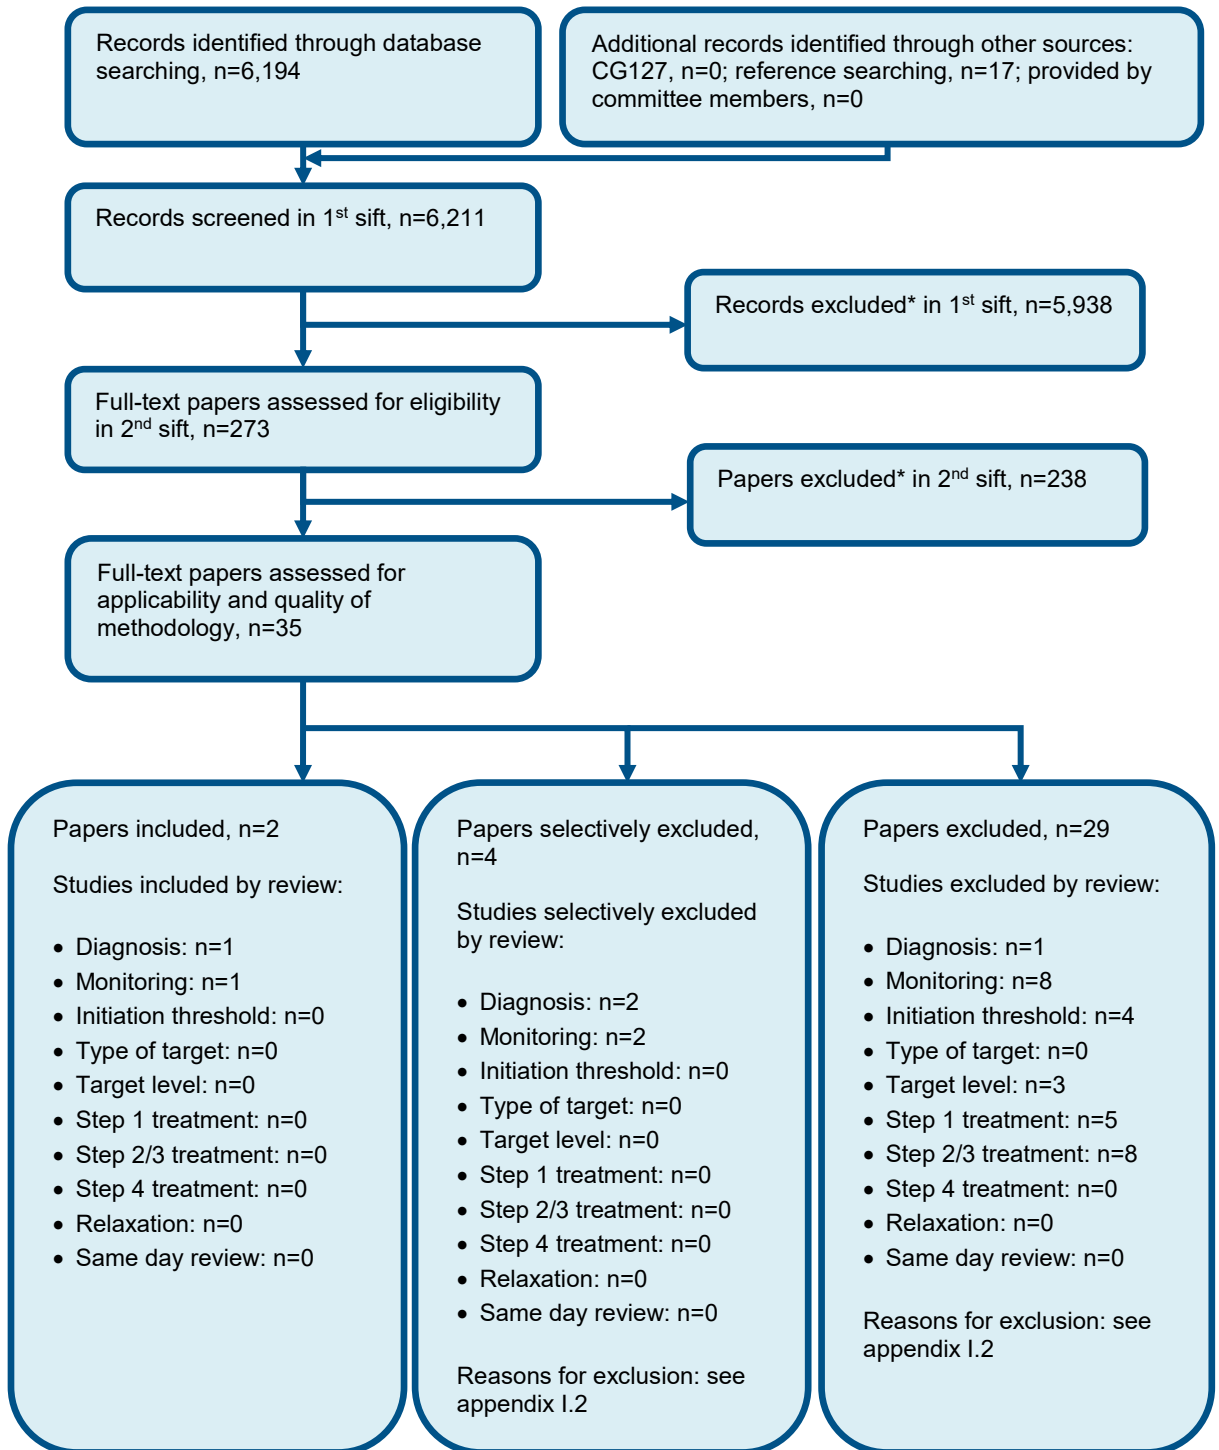 Records identified through database
searching, n=6,194
Additional records identified through other sources:
CG127, n=0; reference searching, n=17; provided by
committee members, n=0
Records screened in 1st sift, n=6,211
Records excluded* in 1st sift, n=5,938
Full-text papers assessed for eligibility
in 2nd sift, n=273
Papers excluded* in 2nd sift, n=238
Full-text papers assessed for
applicability and quality of
methodology, n=35
Papers included, n=2
Studies included by review:
• Diagnosis: n=1
• Monitoring: n=1
• Initiation threshold: n=0
• Type of target: n=0
• Target level: n=0
• Step 1 treatment: n=0
• Step 2/3 treatment: n=0
• Step 4 treatment: n=0
• Relaxation: n=0
• Same day review: n=0
Papers selectively excluded,
n=4
Studies selectively excluded
by review:
• Diagnosis: n=2
• Monitoring: n=2
• Initiation threshold: n=0
• Type of target: n=0
• Target level: n=0
• Step 1 treatment: n=0
• Step 2/3 treatment: n=0
• Step 4 treatment: n=0
• Relaxation: n=0
• Same day review: n=0
Reasons for exclusion: see
appendix I.2
Papers excluded, n=29
Studies excluded by review:
• Diagnosis: n=1
• Monitoring: n=8
• Initiation threshold: n=4
• Type of target: n=0
• Target level: n=3
• Step 1 treatment: n=5
• Step 2/3 treatment: n=8
• Step 4 treatment: n=0
• Relaxation: n=0
• Same day review: n=0
Reasons for exclusion: see
appendix I.2